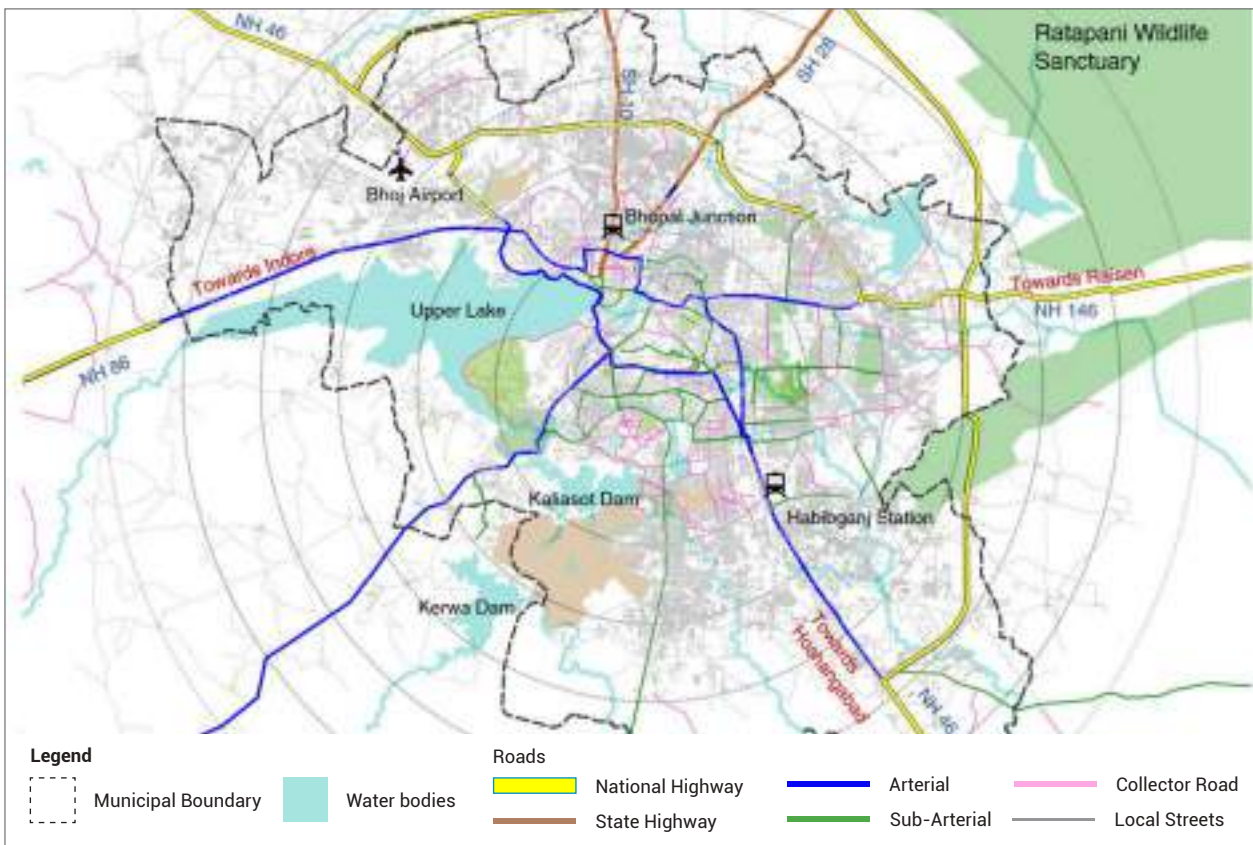 NH 46
SH 10
SH 28
Ratapani Wildlife
Sanctuary
Bhoj Airport
Bhopal Junction
Towards Indore
Upper Lake
Towards Raisen
NH 146
NH 86
Kaliasot Dam
Habibganj Station
Kerwa Dam
Towards
Hoahangabad
NH 46
Legend
Municipal Boundary
Water bodies
Roads
National Highway
State Highway
Arterial
Sub-Arterial
Collector Road
Local Streets